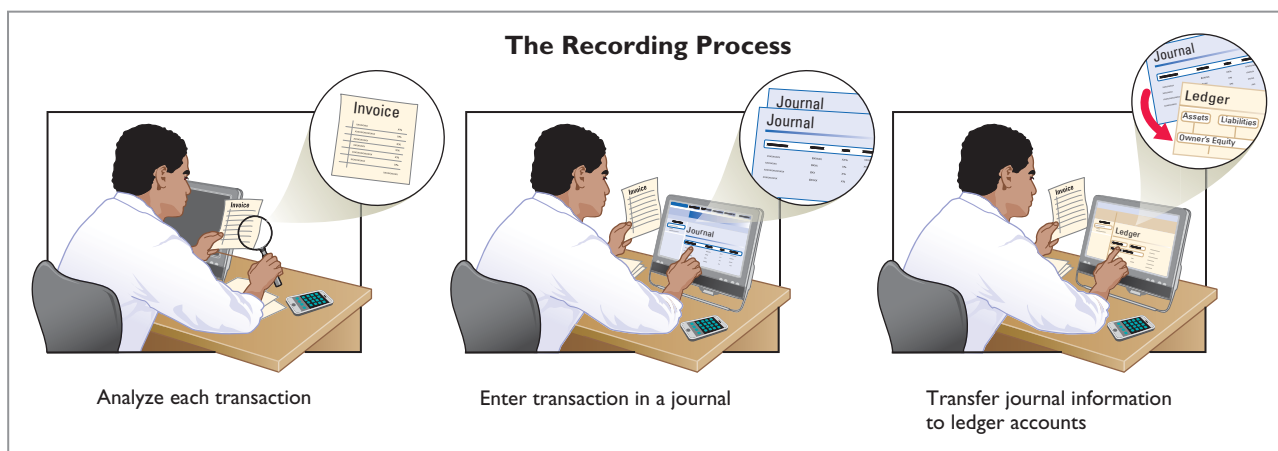 The Recording Process
Invoice
Invoice
Analyze each transaction
Journal
Journal
Invoice
Journal
Enter transaction in a journal
Journal
Ledger
Assets
Liabilities
Owner's Equity
Invoice
Ledger
Transfer journal information
to ledger accounts